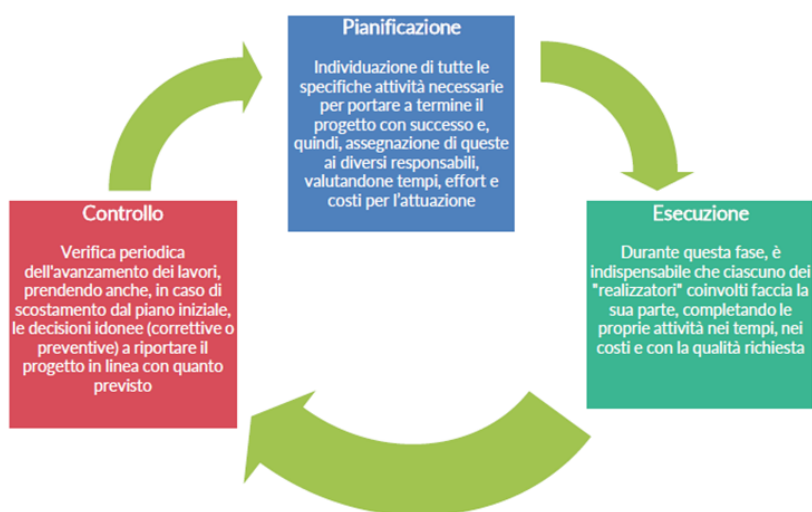 Pianificazione
Individuazione di tutte le
specifiche attività necessarie
per portare a termine il
progetto con successo e,
quindi, assegnazione di queste
ai diversi responsabili,
valutandone tempi, effort e
costi per l'attuazione
Controllo
Verifica periodica
dell'avanzamento dei lavori,
prendendo anche, in caso di
scostamento dal piano iniziale,
le decisioni idonee (correttive o
preventive) a riportare il
progetto in linea con quanto
previsto
Esecuzione
Durante questa fase, è
indispensabile che ciascuno dei
"realizzatori" coinvolti faccia la
sua parte, completando le
proprie attività nei tempi, nei
costi e con la qualità richiesta